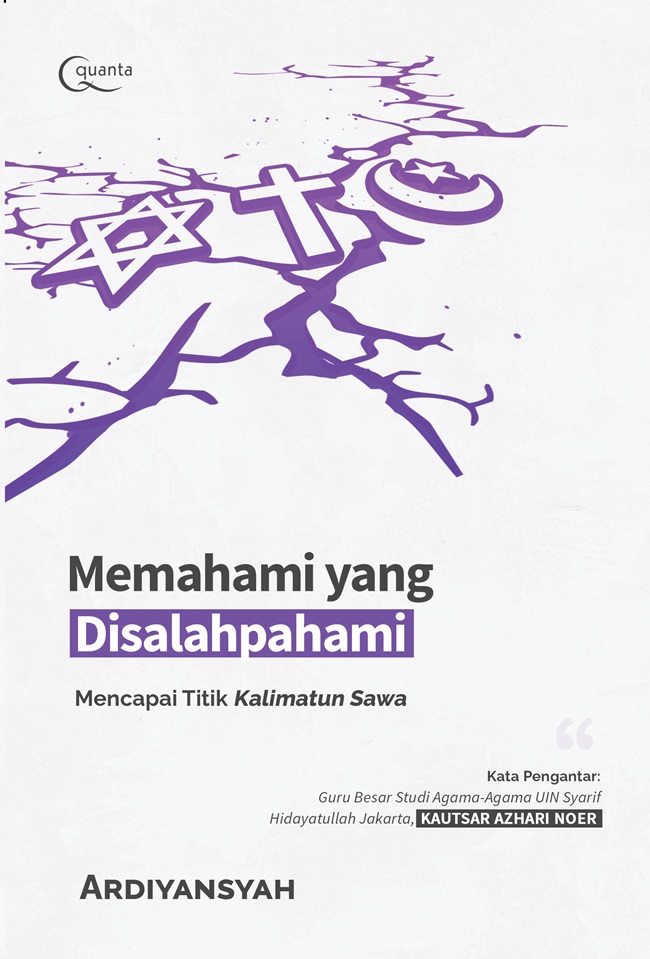 quanta
Memahami yang
Disalahpahami
Mencapai Titik Kalimatun Sawa
“
Kata Pengantar:
Guru Besar Studi Agama-Agama UIN Syarif
Hidayatullah Jakarta, KAUTSAR AZHARI NOER
ARDIYANSYAH